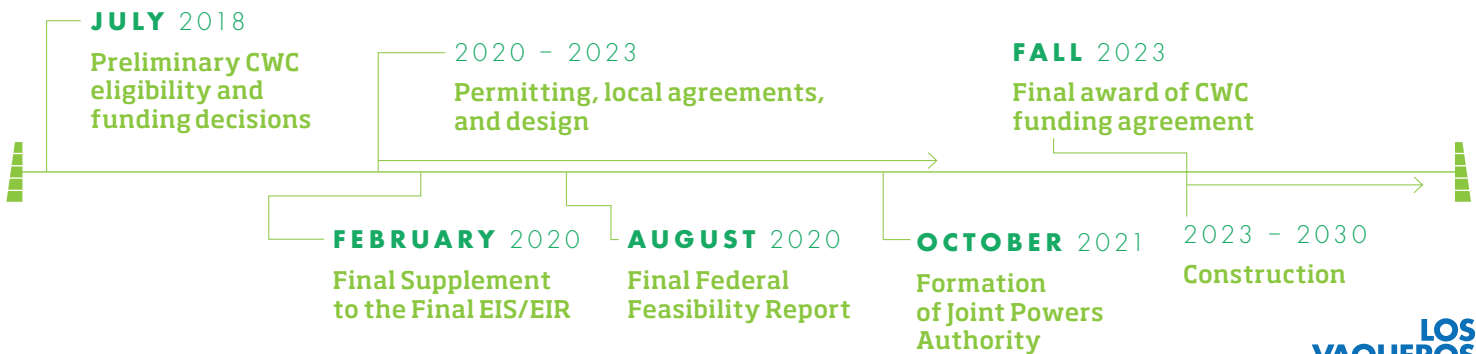 JULY 2018
Preliminary CWC
eligibility and
funding decisions
2020 – 2023
Permitting, local agreements,
and design
FALL 2023
Final award of CWC
funding agreement
FEBRUARY 2020
Final Supplement
to the Final EIS/EIR
AUGUST 2020
Final Federal
Feasibility Report
OCTOBER 2021
Formation
of Joint Powers
Authority
2023 – 2030
Construction
LOS
VAQUEROS